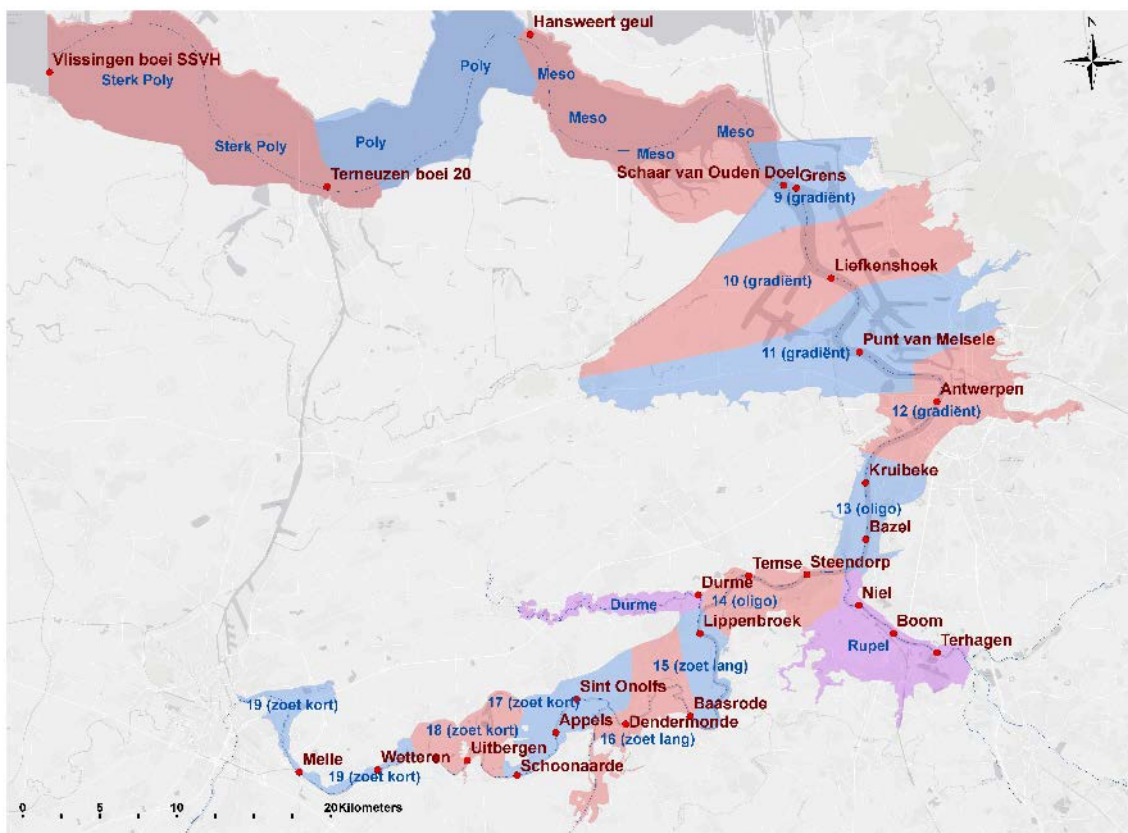 Hansweert geul
N
Vlissingen boei SSVH
Sterk Poly
Poly
Meso
Meso
Meso
Sterk Poly
Poly
Meso
Terneuzen boei 20
Schaar van Ouden Doel
Grens
9 (gradiënt)
Liefkenshoek
10 (gradiënt)
Punt van Melsele
11 (gradiënt)
Antwerpen
12 (gradiënt)
Kruibeke
13 (oligo)
Bazel
Temse
Steendorp
Durme
Durme
14 (oligo)
Niel
Lippenbroek
Boom
Rupel
Terhagen
15 (zoet lang)
Sint Onolfs
19 (zoet kort)
17 (zoet kort)
Baasrode
Appels
Dendermonde
18 (zoet kort)
16 (zoet lang)
Uitbergen
Wetteren
Melle
19 (zoet kort)
Schoonaarde
0 5 10 20 Kilometers